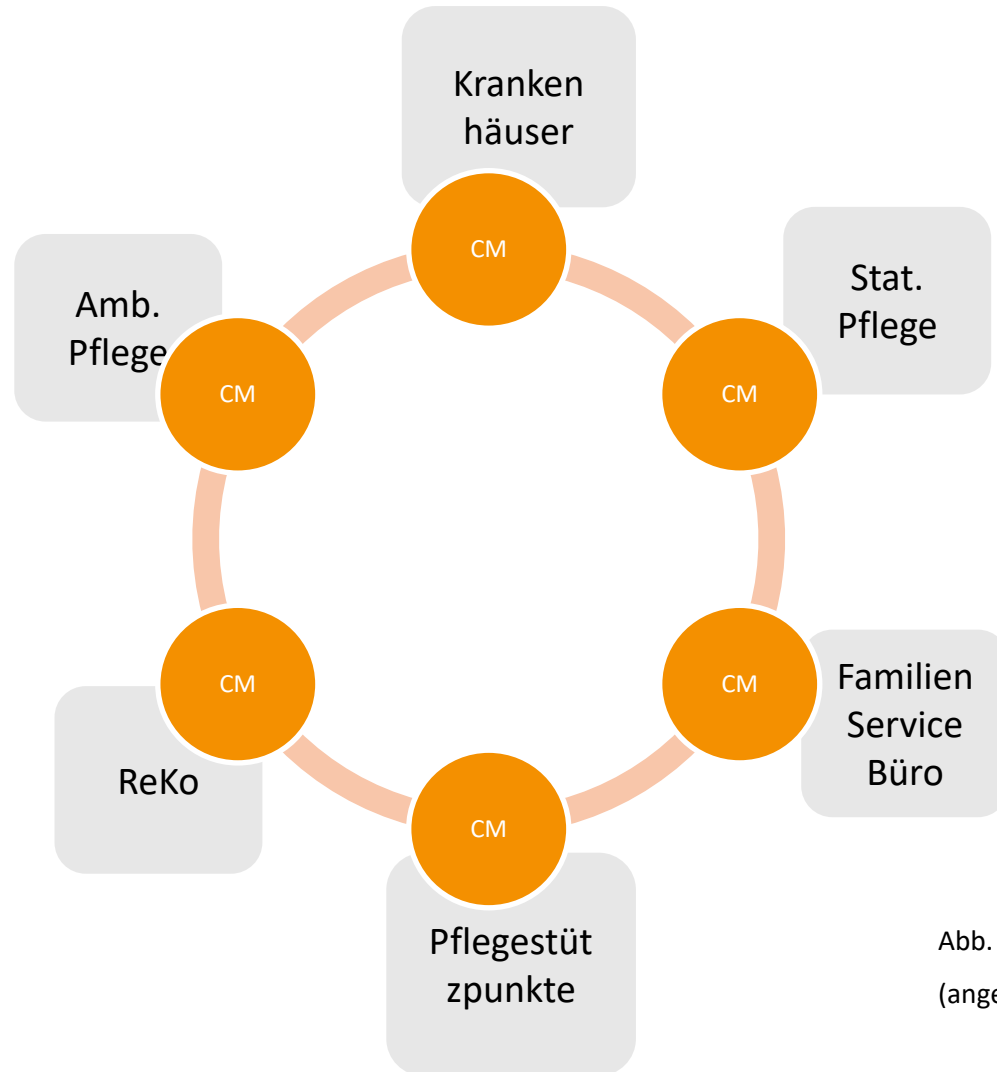 Kranken
häuser
CM
Stat.
Pflege
CM
Familien
Service
Büro
CM
Pflegestüt
zpunkte
CM
ReKo
CM
Amb.
Pflege
CM
Abb.